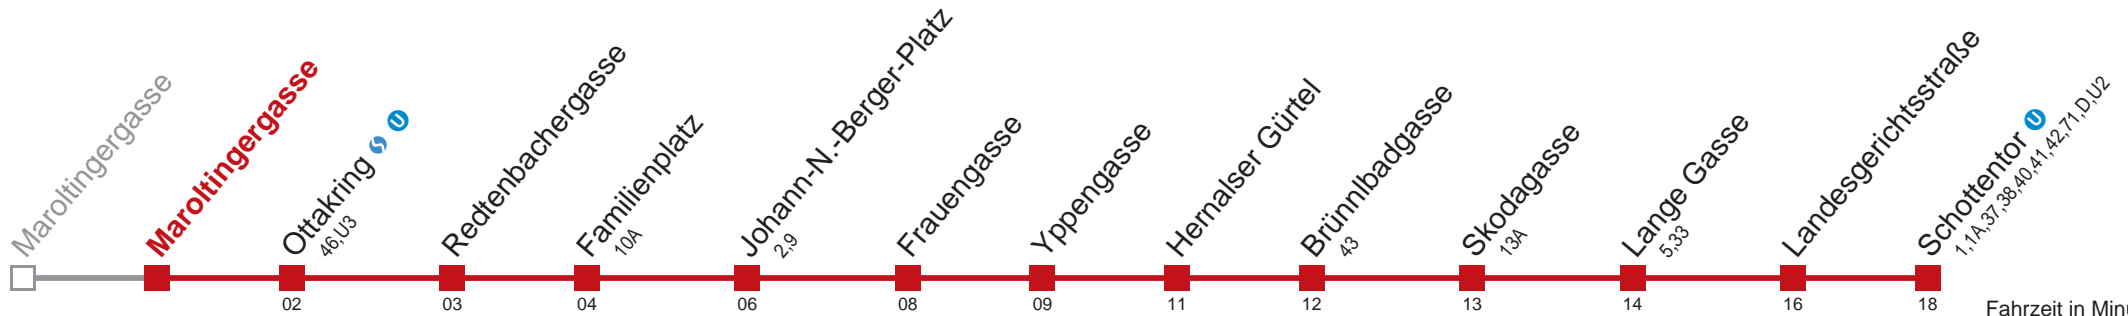 Maroltingergasse
Maroltingergasse
Ottakring S U
46,U3
02
Redtenbachergasse
03
Familienplatz
10A
04
Johann-N.-Berger-Platz
2,9
06
Frauengasse
08
Yppengasse
09
Hernalser Gürtel
11
Brünnlbadgasse
43
12
Skodagasse
13A
13
Lange Gasse
5,33
14
Landesgerichtsstraße
16
Schottentor U
1,1A,37,38,40,41,42,71,D,U2
18
Fahrzeit in